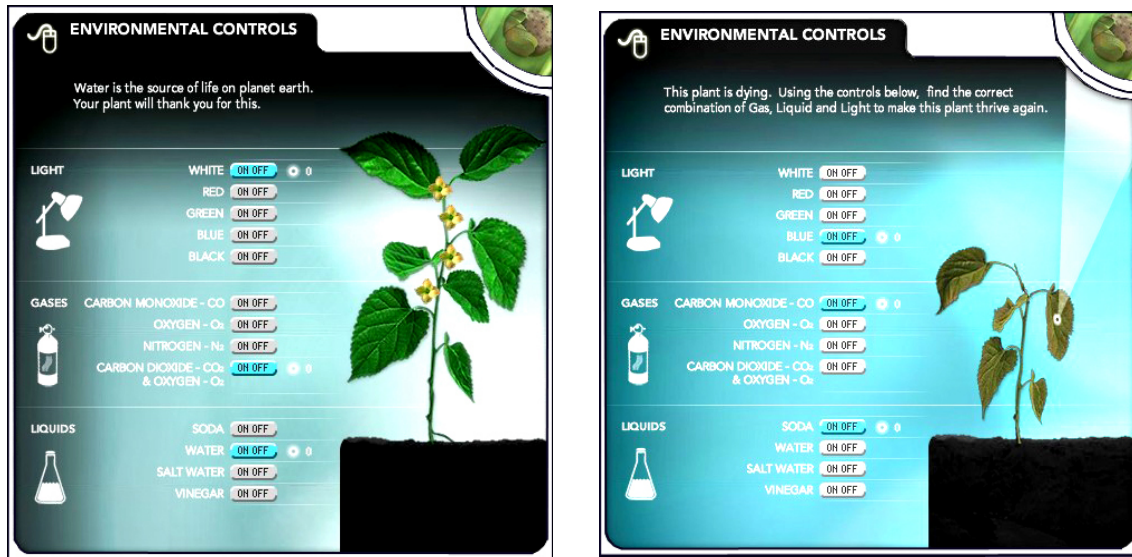 ENVIRONMENTAL CONTROLS
Water is the source of life on planet earth.
Your plant will thank you for this.
LIGHT
WHITE ON OFF 0
RED ON OFF
GREEN ON OFF
BLUE ON OFF
BLACK ON OFF
GASES
CARBON MONOXIDE - CO ON OFF
OXYGEN - O₂ ON OFF
NITROGEN - N₂ ON OFF
CARBON DIOXIDE - CO₂ ON OFF 0
& OXYGEN - O₂
LIQUIDS
SODA ON OFF
WATER ON OFF 0
SALT WATER ON OFF
VINEGAR ON OFF
ENVIRONMENTAL CONTROLS
This plant is dying. Using the controls below, find the correct
combination of Gas, Liquid and Light to make this plant thrive again.
LIGHT
WHITE ON OFF
RED ON OFF
GREEN ON OFF
BLUE ON OFF 0
BLACK ON OFF
GASES
CARBON MONOXIDE - CO ON OFF 0
OXYGEN - O₂ ON OFF
NITROGEN - N₂ ON OFF
CARBON DIOXIDE - CO₂ ON OFF
& OXYGEN - O₂
LIQUIDS
SODA ON OFF 0
WATER ON OFF
SALT WATER ON OFF
VINEGAR ON OFF